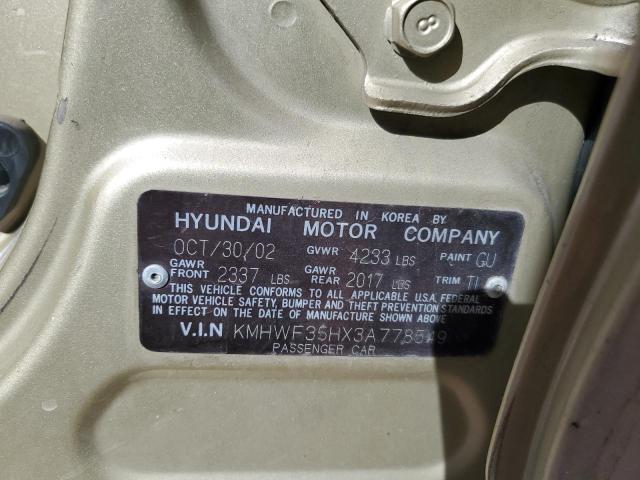 MANUFACTURED IN KOREA BY
HYUNDAI MOTOR COMPANY
OCT/30/02 GVWR 4233 LBS PAINT GU
GAWR FRONT 2337 LBS GAWR REAR 2017 LBS TRIM TI
THIS VEHICLE CONFORMS TO ALL APPLICABLE U.S.A. FEDERAL
MOTOR VEHICLE SAFETY, BUMPER AND THEFT PREVENTION STANDARDS
IN EFFECT ON THE DATE OF MANUFACTURE SHOWN ABOVE
V.I.N KMHWF35HX3A778549
PASSENGER CAR
8